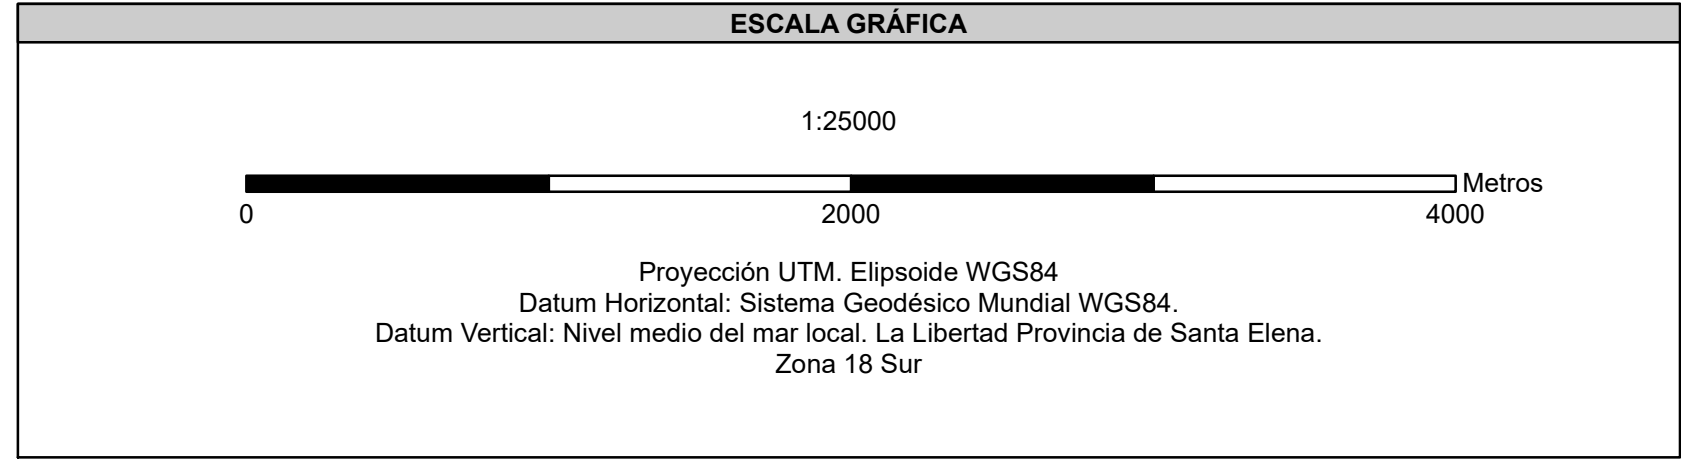 ESCALA GRÁFICA
1:25000
Metros
0 2000 4000
Proyección UTM. Elipsoide WGS84
Datum Horizontal: Sistema Geodésico Mundial WGS84.
Datum Vertical: Nivel medio del mar local. La Libertad Provincia de Santa Elena.
Zona 18 Sur